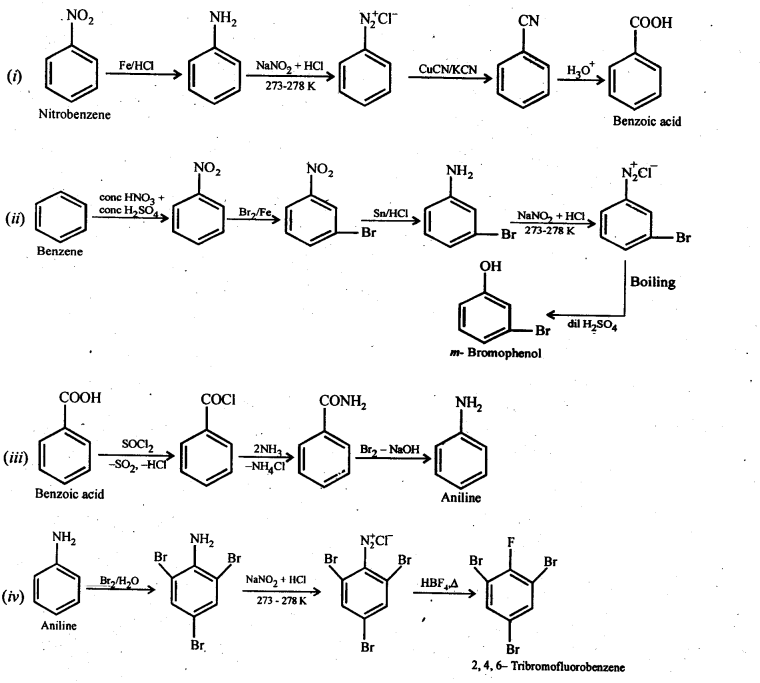 (i)
NO₂
Nitrobenzene
Fe/HCl
NH₂
NaNO₂ + HCl
273-278 K
N₂⁺Cl⁻
CuCN/KCN
CN
H₃O⁺
COOH
Benzoic acid
(ii)
Benzene
conc HNO₃ +
conc H₂SO₄
NO₂
Br₂/Fe
NO₂
Br
Sn/HCl
NH₂
Br
NaNO₂ + HCl
273-278 K
N₂⁺Cl⁻
Br
Boiling
dil H₂SO₄
OH
Br
m- Bromophenol
(iii)
COOH
Benzoic acid
SOCl₂
–SO₂, –HCl
COCl
2NH₃
–NH₄Cl
CONH₂
Br₂ – NaOH
NH₂
Aniline
(iv)
NH₂
Aniline
Br₂/H₂O
NH₂
Br
Br
Br
NaNO₂ + HCl
273 - 278 K
N₂⁺Cl⁻
Br
Br
Br
HBF₄,Δ
F
Br
Br
Br
2, 4, 6– Tribromofluorobenzene